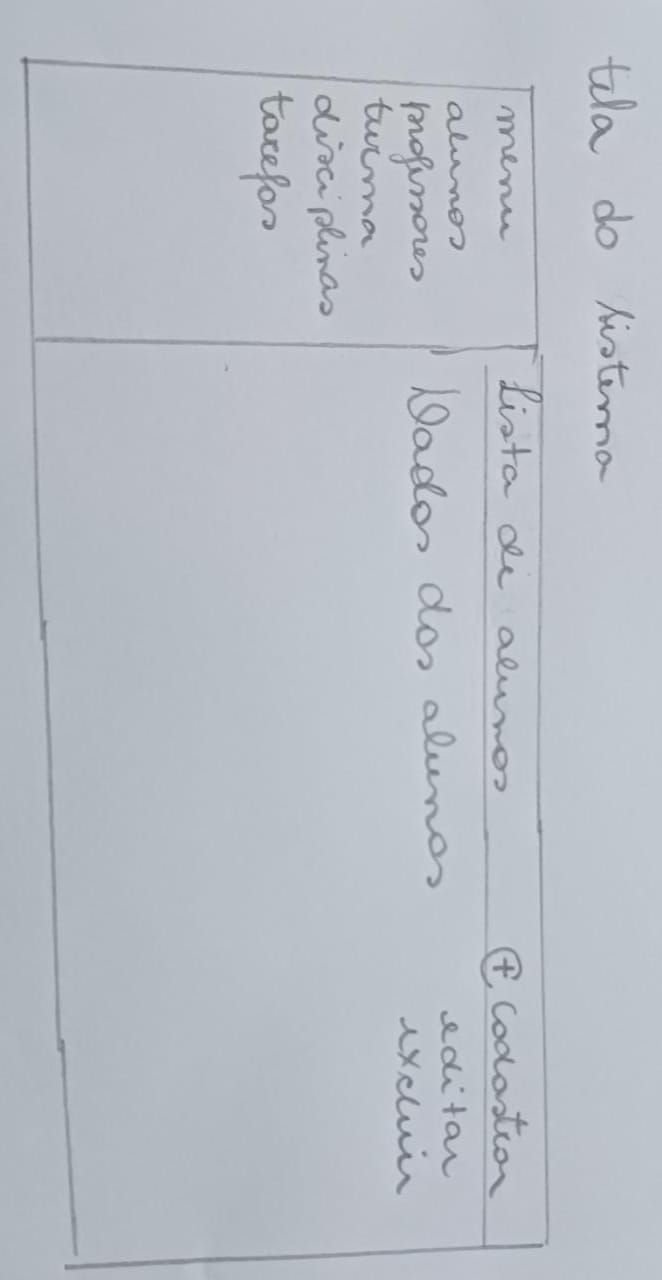 tela do sistema
menu
alunos
professores
turma
disciplinas
tarefas
Lista de alunos + Cadastrar
Dados dos alunos editar
excluir